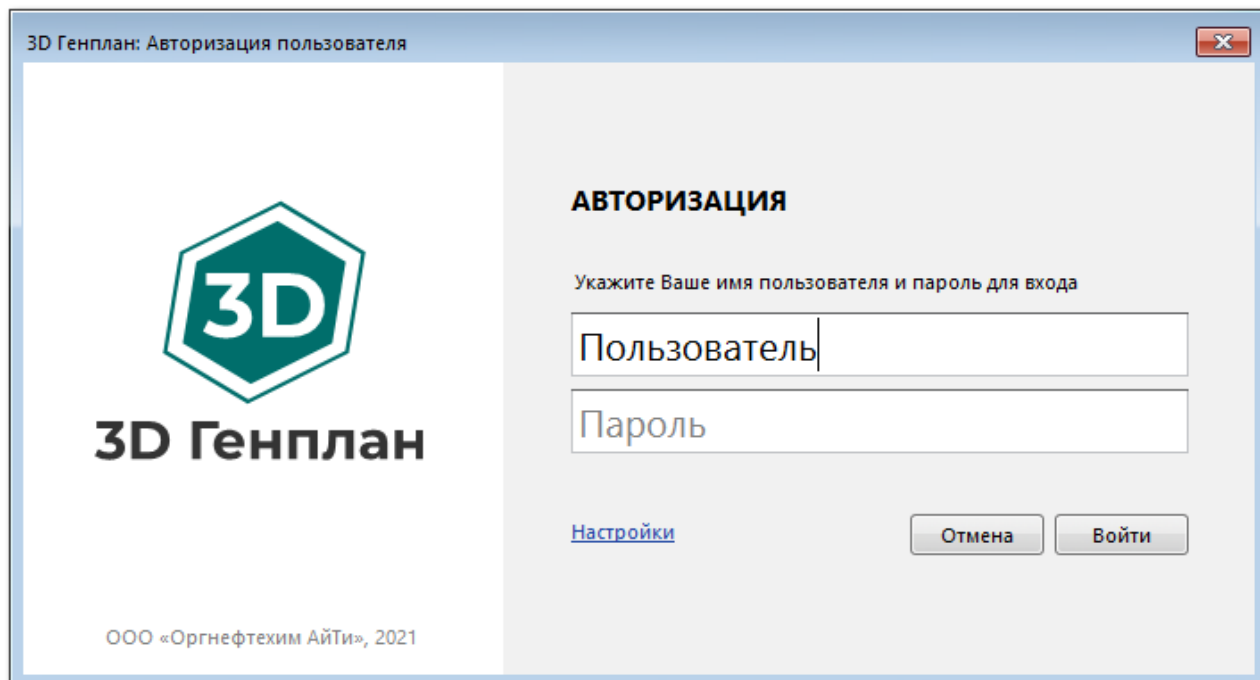 3D Генплан: Авторизация пользователя
3D
3D Генплан
ООО «Оргнефтехим АйТи», 2021
АВТОРИЗАЦИЯ
Укажите Ваше имя пользователя и пароль для входа
Пользователь
Пароль
Настройки
Отмена
Войти